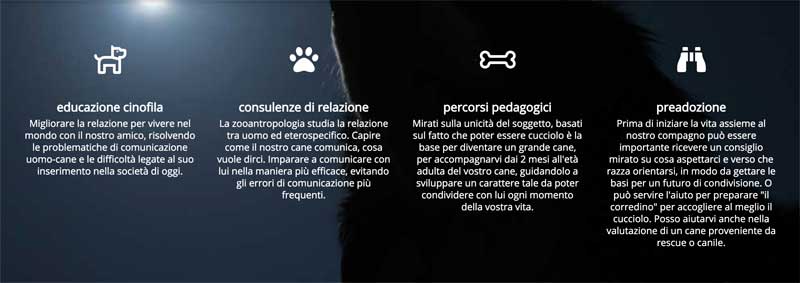 educazione cinofila
Migliorare la relazione per vivere nel
mondo con il nostro amico, risolvendo
le problematiche di comunicazione
uomo-cane e le difficoltà legate al suo
inserimento nella società di oggi.
consulenze di relazione
La zooantropologia studia la relazione
tra uomo ed eterospecifico. Capire
come il nostro cane comunica, cosa
vuole dirci. Imparare a comunicare con
lui nella maniera più efficace, evitando
gli errori di comunicazione più
frequenti.
percorsi pedagogici
Mirati sulla unicità del soggetto, basati
sul fatto che poter essere cucciolo è la
base per diventare un grande cane,
per accompagnarvi dai 2 mesi all'età
adulta del vostro cane, guidandolo a
sviluppare un carattere tale da poter
condividere con lui ogni momento
della vostra vita.
preadozione
Prima di iniziare la vita assieme al
nostro compagno può essere
importante ricevere un consiglio
mirato su cosa aspettarci e verso che
razza orientarsi, in modo da gettare le
basi per un futuro di condivisione. O
può servire l'aiuto per preparare "il
corredino" per accogliere al meglio il
cucciolo. Posso aiutarvi anche nella
valutazione di un cane proveniente da
rescue o canile.